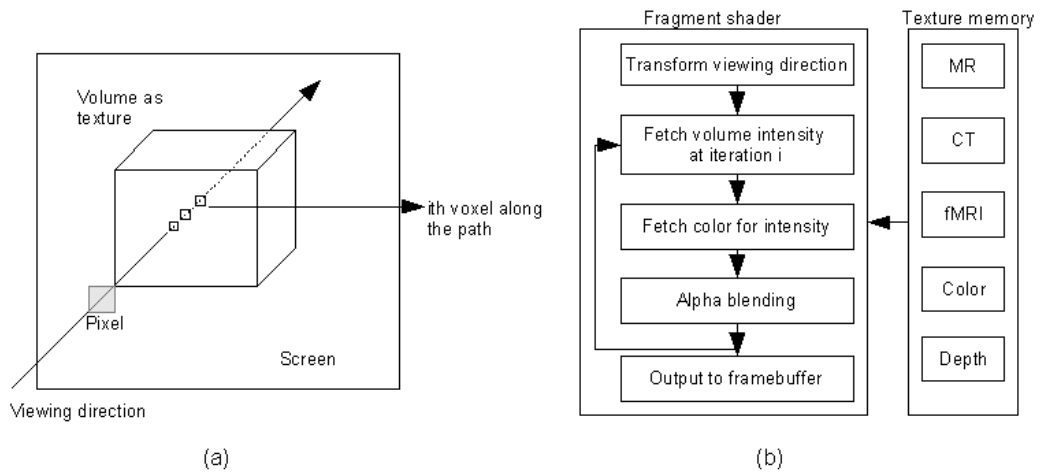 Volume as
texture
ith voxel along
the path
Pixel
Screen
Viewing direction
(a)
Fragment shader
Transform viewing direction
Fetch volume intensity
at iteration i
Fetch color for intensity
Alpha blending
Output to framebuffer
Texture memory
MR
CT
fMRI
Color
Depth
(b)